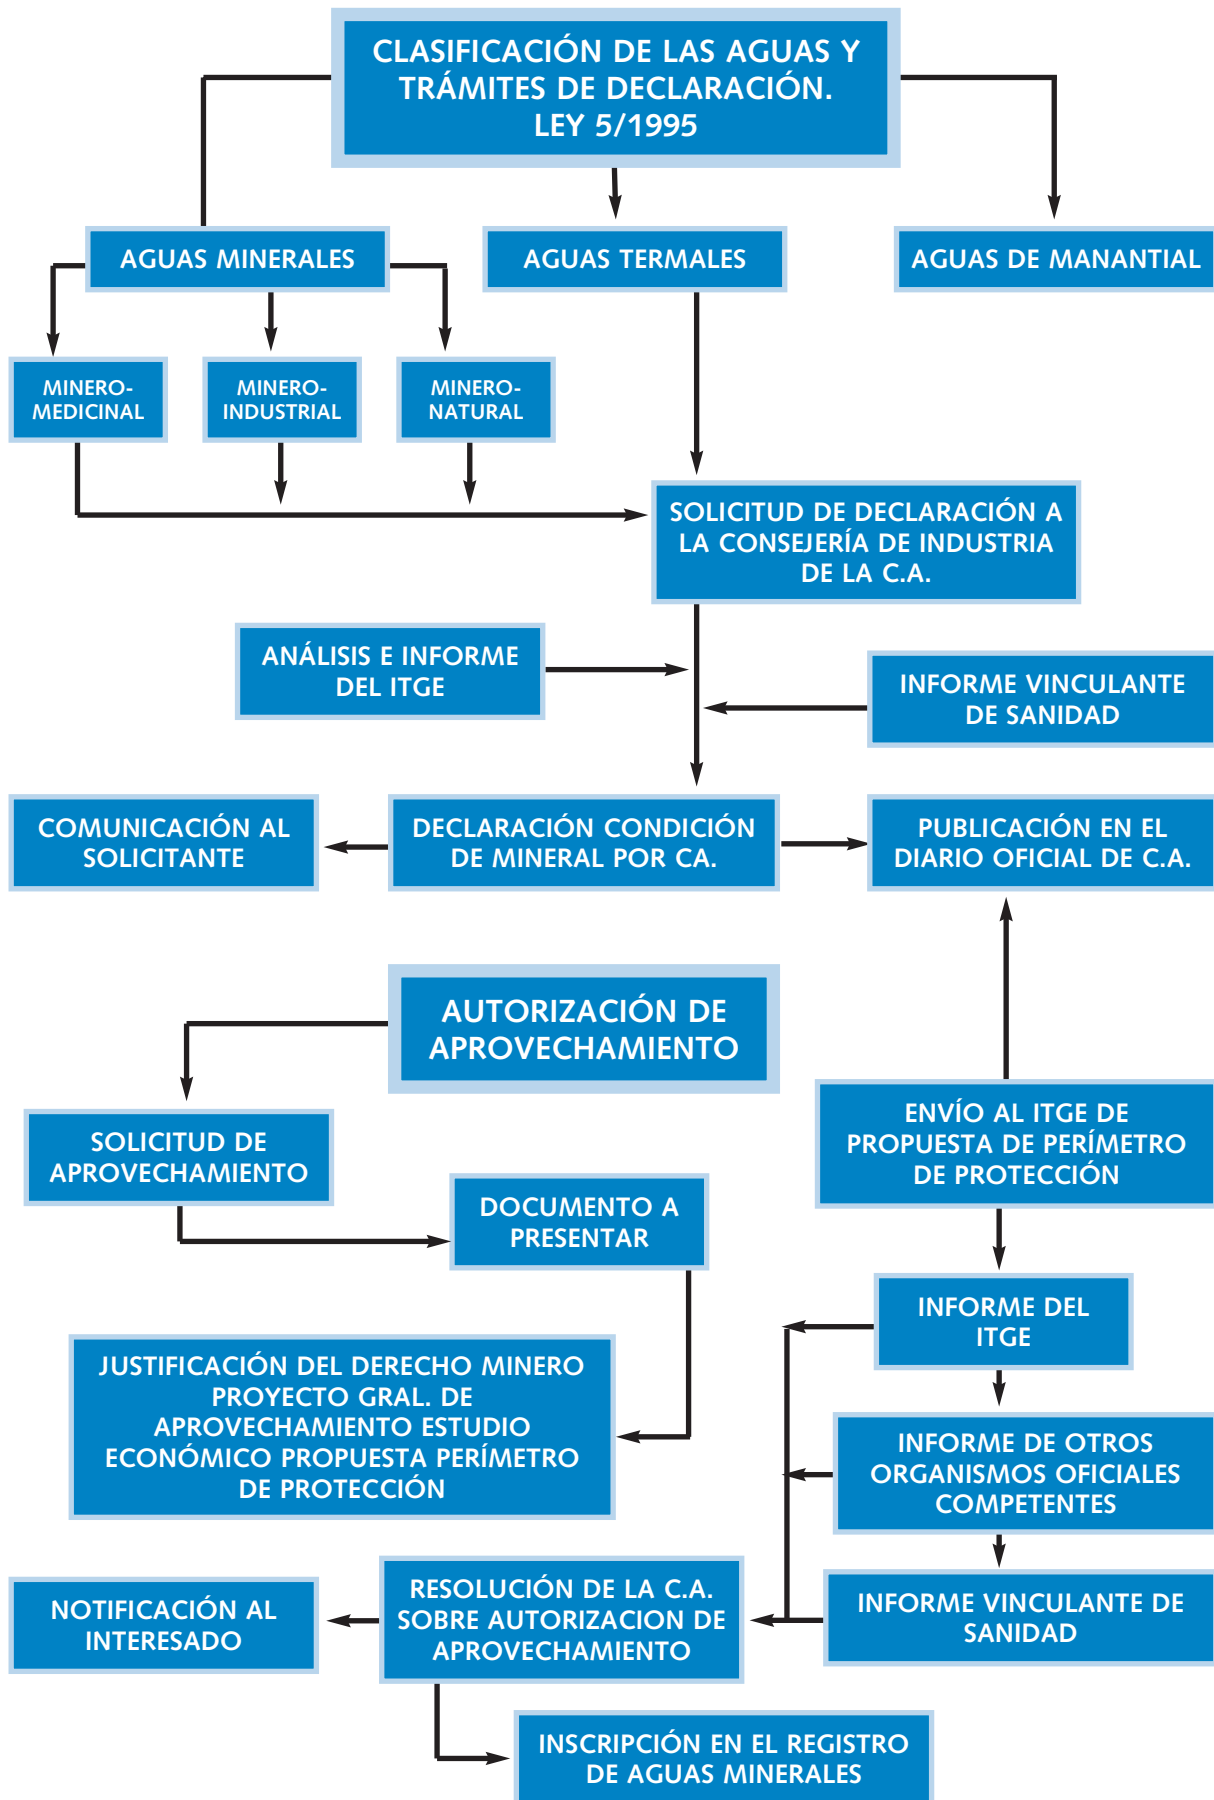 CLASIFICACIÓN DE LAS AGUAS Y
TRÁMITES DE DECLARACIÓN.
LEY 5/1995
AGUAS MINERALES
AGUAS TERMALES
AGUAS DE MANANTIAL
MINERO-
MEDICINAL
MINERO-
INDUSTRIAL
MINERO-
NATURAL
SOLICITUD DE DECLARACIÓN A
LA CONSEJERÍA DE INDUSTRIA
DE LA C.A.
ANÁLISIS E INFORME
DEL ITGE
INFORME VINCULANTE
DE SANIDAD
COMUNICACIÓN AL
SOLICITANTE
DECLARACIÓN CONDICIÓN
DE MINERAL POR CA.
PUBLICACIÓN EN EL
DIARIO OFICIAL DE C.A.
AUTORIZACIÓN DE
APROVECHAMIENTO
SOLICITUD DE
APROVECHAMIENTO
ENVÍO AL ITGE DE
PROPUESTA DE PERÍMETRO
DE PROTECCIÓN
DOCUMENTO A
PRESENTAR
INFORME DEL
ITGE
JUSTIFICACIÓN DEL DERECHO MINERO
PROYECTO GRAL. DE
APROVECHAMIENTO ESTUDIO
ECONÓMICO PROPUESTA PERÍMETRO
DE PROTECCIÓN
INFORME DE OTROS
ORGANISMOS OFICIALES
COMPETENTES
NOTIFICACIÓN AL
INTERESADO
RESOLUCIÓN DE LA C.A.
SOBRE AUTORIZACION DE
APROVECHAMIENTO
INFORME VINCULANTE DE
SANIDAD
INSCRIPCIÓN EN EL REGISTRO
DE AGUAS MINERALES